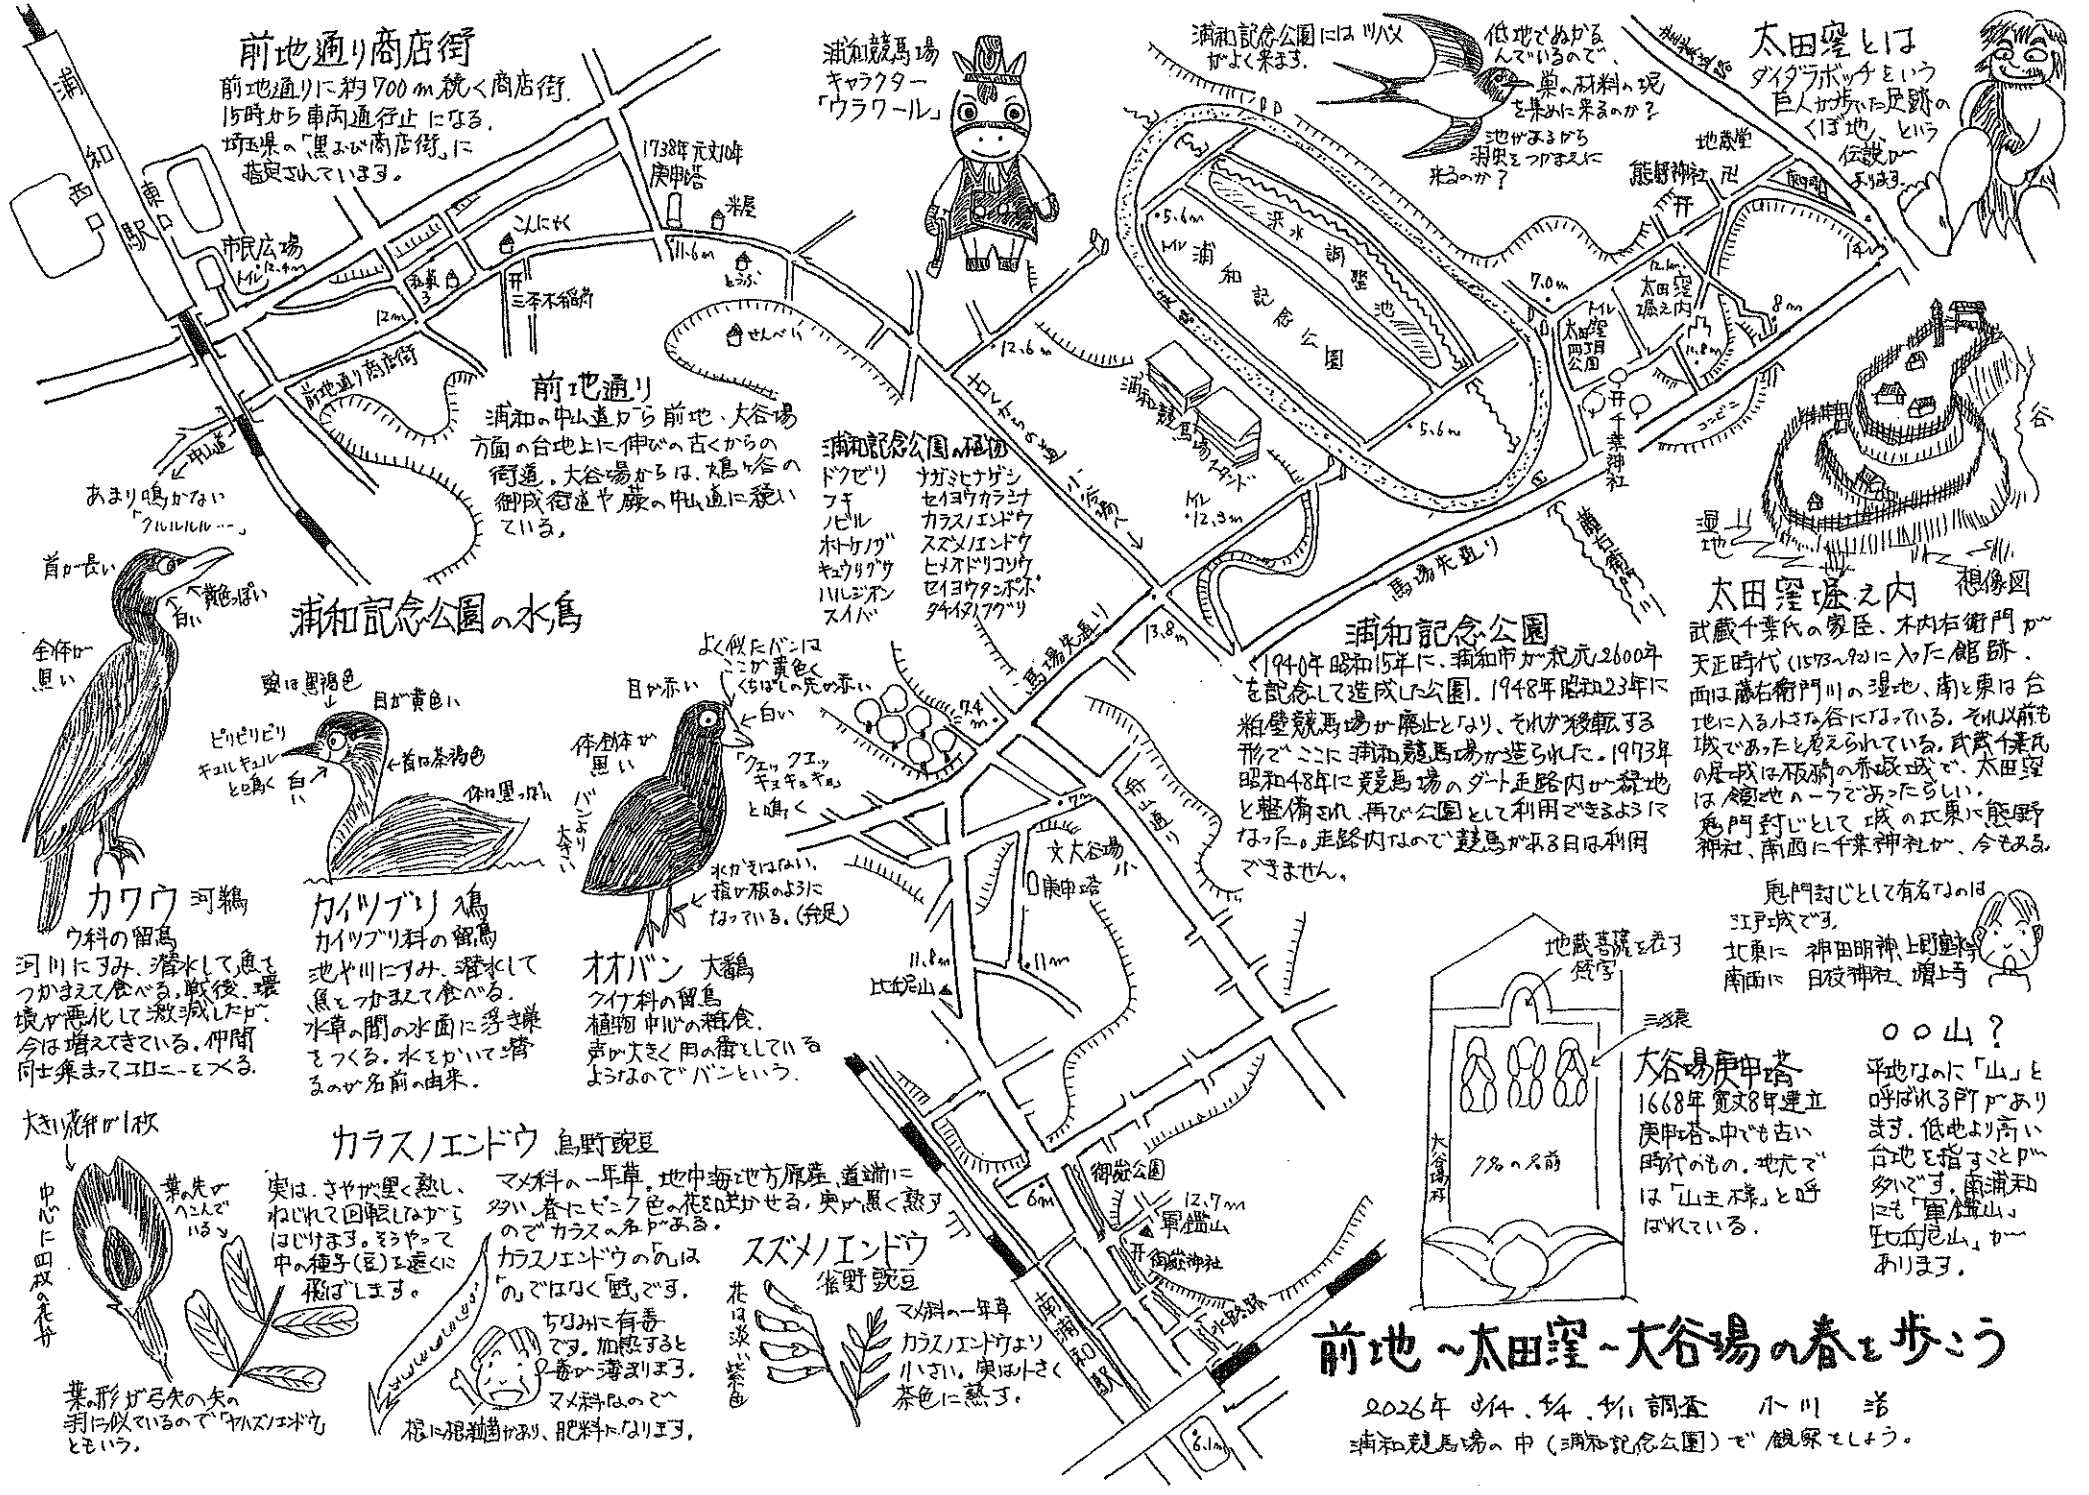 前地通り商店街
前地通りに約700m続く商店街.
15時から車両通行止になる.
埼玉県の「黒おび商店街」に
指定されています。
浦和駅
西口
東口
市民広場
トイレ
12.4m
12m
こんにゃく
三本木稲荷
1738年元文10年
庚申塔
米屋
11.6m
とうふ
せんべい
前地通り商店街
中山道
浦和競馬場
キャラクター
「ウラワール」
浦和記念公園にはツバメ
がよく来ます.
低地でぬかる
んでいるので、
巣の材料の泥
を集めに来るのか?
池があるから
昆虫をつかまえに
来るのか?
太田窪とは
ダイダラボッチという
巨人が歩いた足跡の
くぼ地、という
伝説が
あります。
地蔵堂
熊野神社
14m
5.6m
トイレ
浦和記念公園
洪水調整地
7.0m
12.1m
太田窪
堀之内
トイレ
太田窪
四丁目
公園
11.8m
8m
コンビニ
千葉神社
12.6m
浦和競馬場スタンド
5.6m
トイレ
12.3m
藤右衛門川
馬場先通り
谷
湿地
想像図
前地通り
浦和の中山道から前地、大谷場
方面の台地上に伸びの古くからの
街道。大谷場からは、鳩ヶ谷の
御成街道や蕨の中山道に続い
ている。
浦和記念公園の植物
ドクゼリ ナガミヒナゲシ
フキ セイヨウカラシナ
ノビル カラスノエンドウ
ホトケノザ スズメノエンドウ
キュウリグサ ヒメオドリコソウ
ハルジオン セイヨウタンポポ
スイバ タチイヌノフグリ
馬場先通り
13.8m
7.4m
太田窪堀之内
武蔵千葉氏の家臣、木内右衛門が
天正時代(1573~92)に入った館跡.
西は藤右衛門川の湿地、南と東は台
地に入る小さな谷になっている。それ以前も
城であったと考えられている。武蔵千葉氏
の居城は板橋の赤塚城で、太田窪
は領地の一つであったらしい。
鬼門封じとして城の北東に熊野
神社、南西に千葉神社が、今もある。
鬼門封じとして有名なのは
江戸城です.
北東に 神田明神、上野寛永寺
南西に 日枝神社、増上寺
浦和記念公園
1940年昭和15年に、浦和市が紀元2600年
を記念して造成した公園. 1948年昭和23年に
粕壁競馬場が廃止となり、それが移転する
形でここに浦和競馬場が造られた。1973年
昭和48年に競馬場のダート走路内が緑地
と整備され、再び公園として利用できるように
なった。走路内なので競馬がある日は利用
できません。
浦和記念公園の水鳥
あまり鳴かない
「クルルルル…」
首が長い
黄色っぽい
白い
全体が
黒い
カワウ 河鵜
ウ科の留鳥
河川にすみ、潜水して魚を
つかまえて食べる。戦後、環
境が悪化して激減したが、
今は増えてきている。仲間
同士集まってコロニーをつくる.
頭は黒褐色
目が黄色い
ピリピリピリ
キュルキュル
と鳴く
白い
首は茶褐色
体は黒っぽい
カイツブリ 鳰
カイツブリ科の留鳥
池や川にすみ、潜水して
魚をつかまえて食べる.
水草の間の水面に浮き巣
をつくる。水をかいて潜
るのが名前の由来.
よく似たバンは
ここが黄色く
くちばしの先が赤い
目が赤い
白い
体全体が
黒い
「クエッ クエッ
キョキョキョ」
と鳴く
バンより
大きい
水かきはない.
指が板のように
なっている.(弁足)
オオバン 大鷭
クイナ科の留鳥
植物中心の雑食.
声が大きく田の番をしている
ようなのでバンという.
7m
文大谷場小
庚申塔
11.8m
11m
比丘尼山
地蔵菩薩を表す
梵字
三猿
大谷場村
7名の名前
大谷場庚申塔
1668年寛文8年建立
庚申塔の中でも古い
時代のもの.地元で
は「山王様」と呼
ばれている.
○○山?
平地なのに「山」と
呼ばれる所があり
ます.低地より高い
台地を指すことが
多いです。南浦和
にも「軍鑑山」
「比丘尼山」が
あります.
大きい花弁が1枚
中心に四枚の花弁
葉の先が
へこんで
いる
葉の形が弓矢の矢の
羽に似ているので「ヤハズノエンドウ」
ともいう.
カラスノエンドウ 烏野豌豆
実は、さやが黒く熟し、
ねじれて回転しながら
はじけます。そうやって
中の種子(豆)を遠くに
飛ばします。
マメ科の一年草.地中海地方原産、道端に
多い.春にピンク色の花を咲かせる.実が黒く熟す
のでカラスの名がある.
カラスノエンドウの「の」は
「の」ではなく「野」です.
ちなみに有毒
です.加熱すると
毒が薄まります.
マメ科なので
根に根粒菌があり、肥料になります.
スズメノエンドウ
雀野豌豆
花は淡い紫色
マメ科の一年草
カラスノエンドウより
小さい.実は小さく
茶色に熟す.
御嶽公園
6m
12.7m
軍鑑山
御嶽神社
南浦和駅
武蔵野線
6.1m
前地~太田窪~大谷場の春を歩こう
2026年 3/14、4/4、4/11 調査 小川 浩
浦和競馬場の中(浦和記念公園)で観察をしよう。